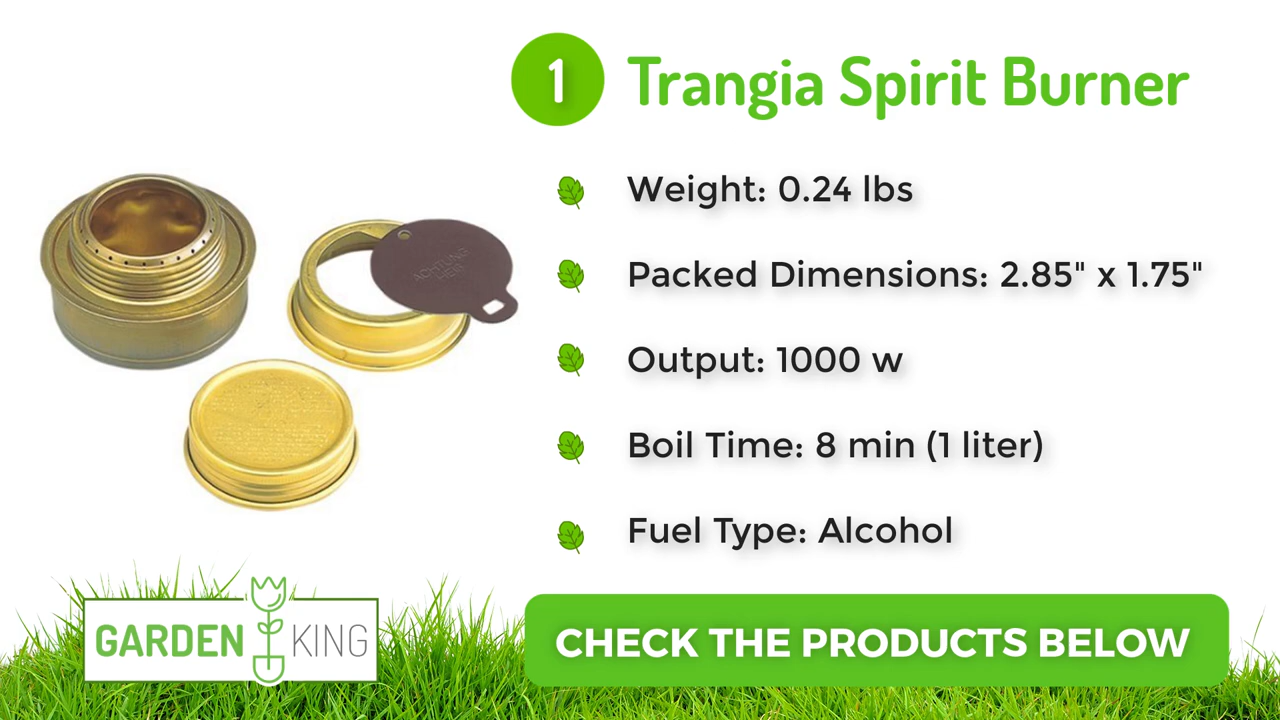 1 Trangia Spirit Burner
Weight: 0.24 lbs
Packed Dimensions: 2.85" x 1.75"
Output: 1000 w
Boil Time: 8 min (1 liter)
Fuel Type: Alcohol
ACHTUNG
GARDEN KING
CHECK THE PRODUCTS BELOW